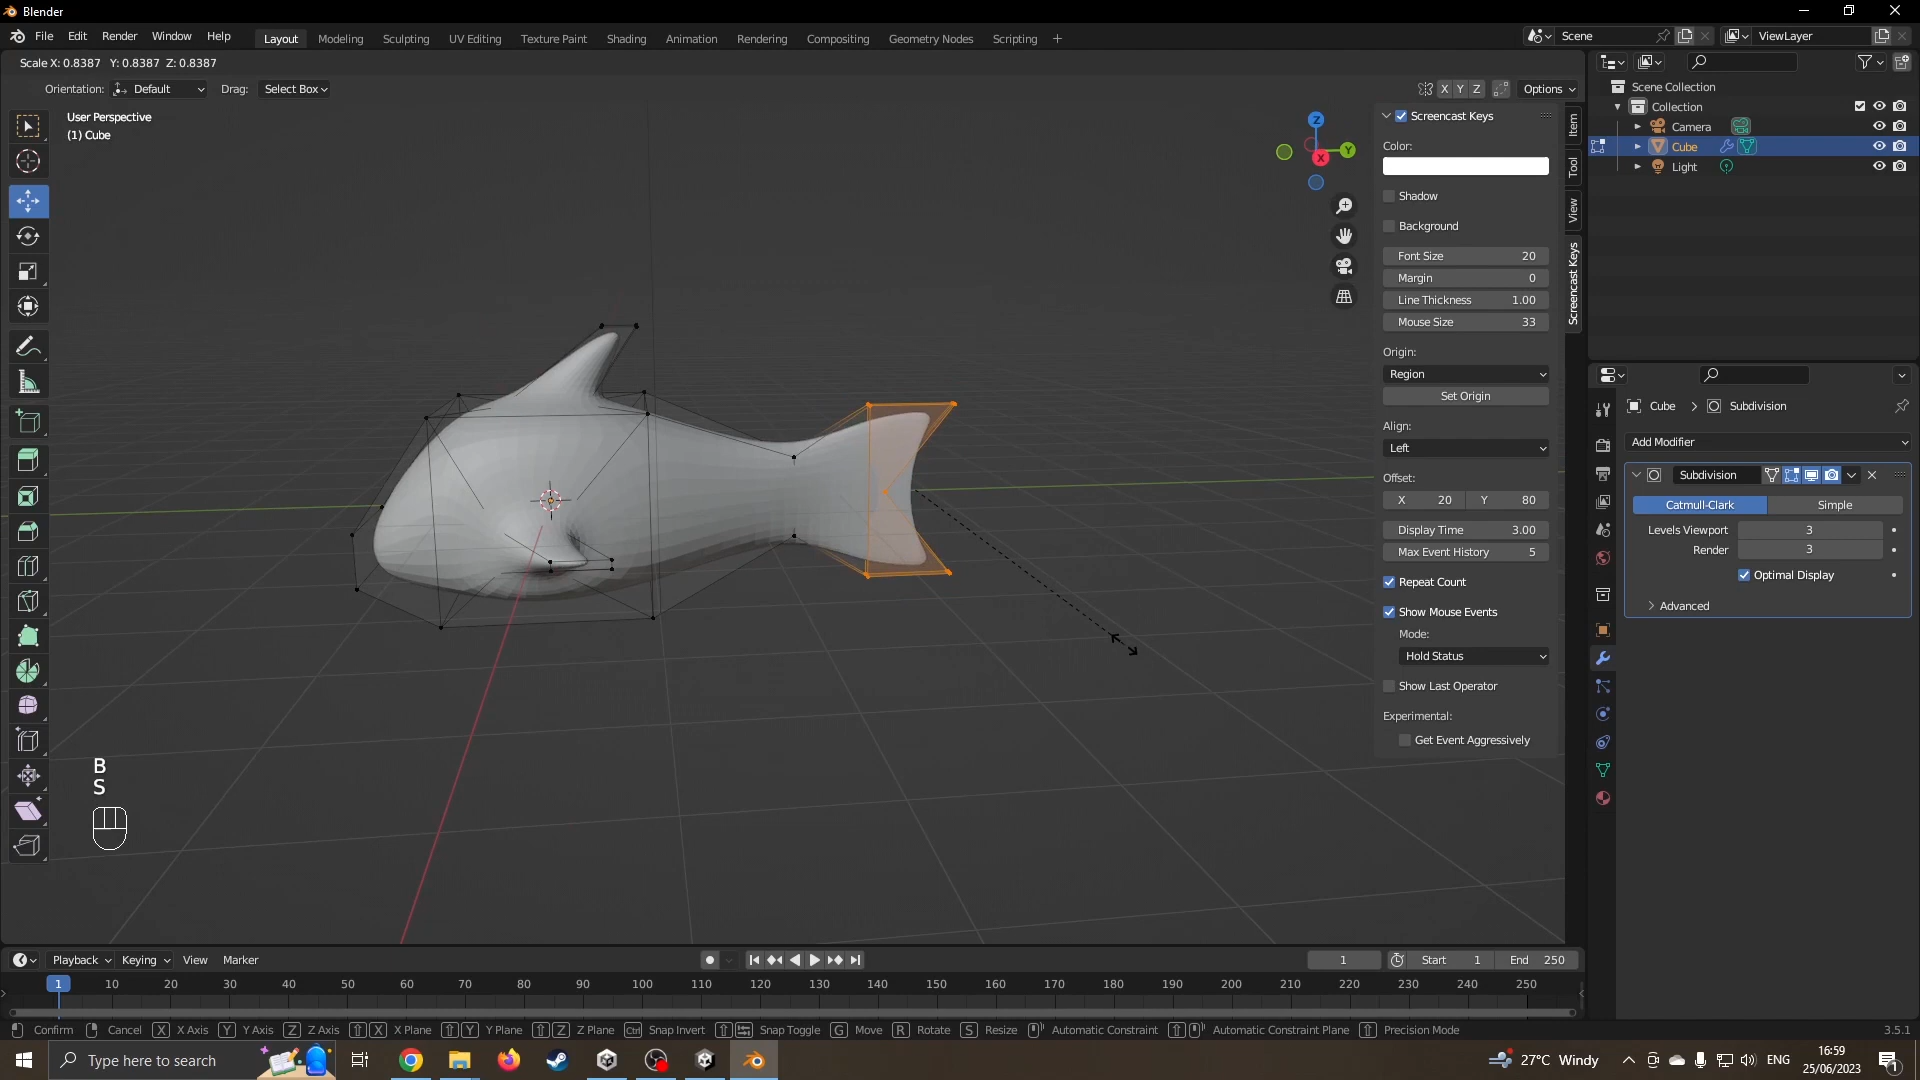 Blender
File Edit Render Window Help
Layout Modeling Sculpting UV Editing Texture Paint Shading Animation Rendering Compositing Geometry Nodes Scripting +
Scene
ViewLayer
Scale X: 0.8387 Y: 0.8387 Z: 0.8387
Orientation: Default Drag: Select Box
X Y Z Options
User Perspective
(1) Cube
Z
Y
X
Screencast Keys
Color:
Shadow
Background
Font Size 20
Margin 0
Line Thickness 1.00
Mouse Size 33
Origin:
Region
Set Origin
Align:
Left
Offset:
X 20 Y 80
Display Time 3.00
Max Event History 5
Repeat Count
Show Mouse Events
Mode:
Hold Status
Show Last Operator
Experimental:
Get Event Aggressively
Item
Tool
View
Screencast Keys
Scene Collection
Collection
Camera
Cube
Light
Cube > Subdivision
Add Modifier
Subdivision
Catmull-Clark Simple
Levels Viewport 3
Render 3
Optimal Display
Advanced
B
S
Playback Keying View Marker
1 Start 1 End 250
1 10 20 30 40 50 60 70 80 90 100 110 120 130 140 150 160 170 180 190 200 210 220 230 240 250
Confirm Cancel X X Axis Y Y Axis Z Z Axis X X Plane Y Y Plane Z Z Plane Ctrl Snap Invert Snap Toggle G Move R Rotate S Resize Automatic Constraint Automatic Constraint Plane Precision Mode 3.5.1
Type here to search
27°C Windy
ENG
16:59
25/06/2023
1